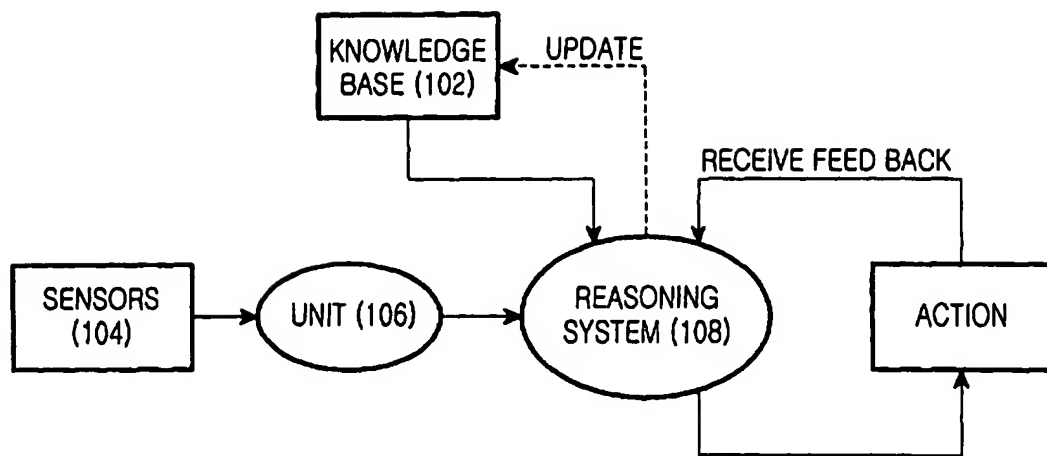 KNOWLEDGE
BASE (102)
UPDATE
RECEIVE FEED BACK
SENSORS
(104)
UNIT (106)
REASONING
SYSTEM (108)
ACTION